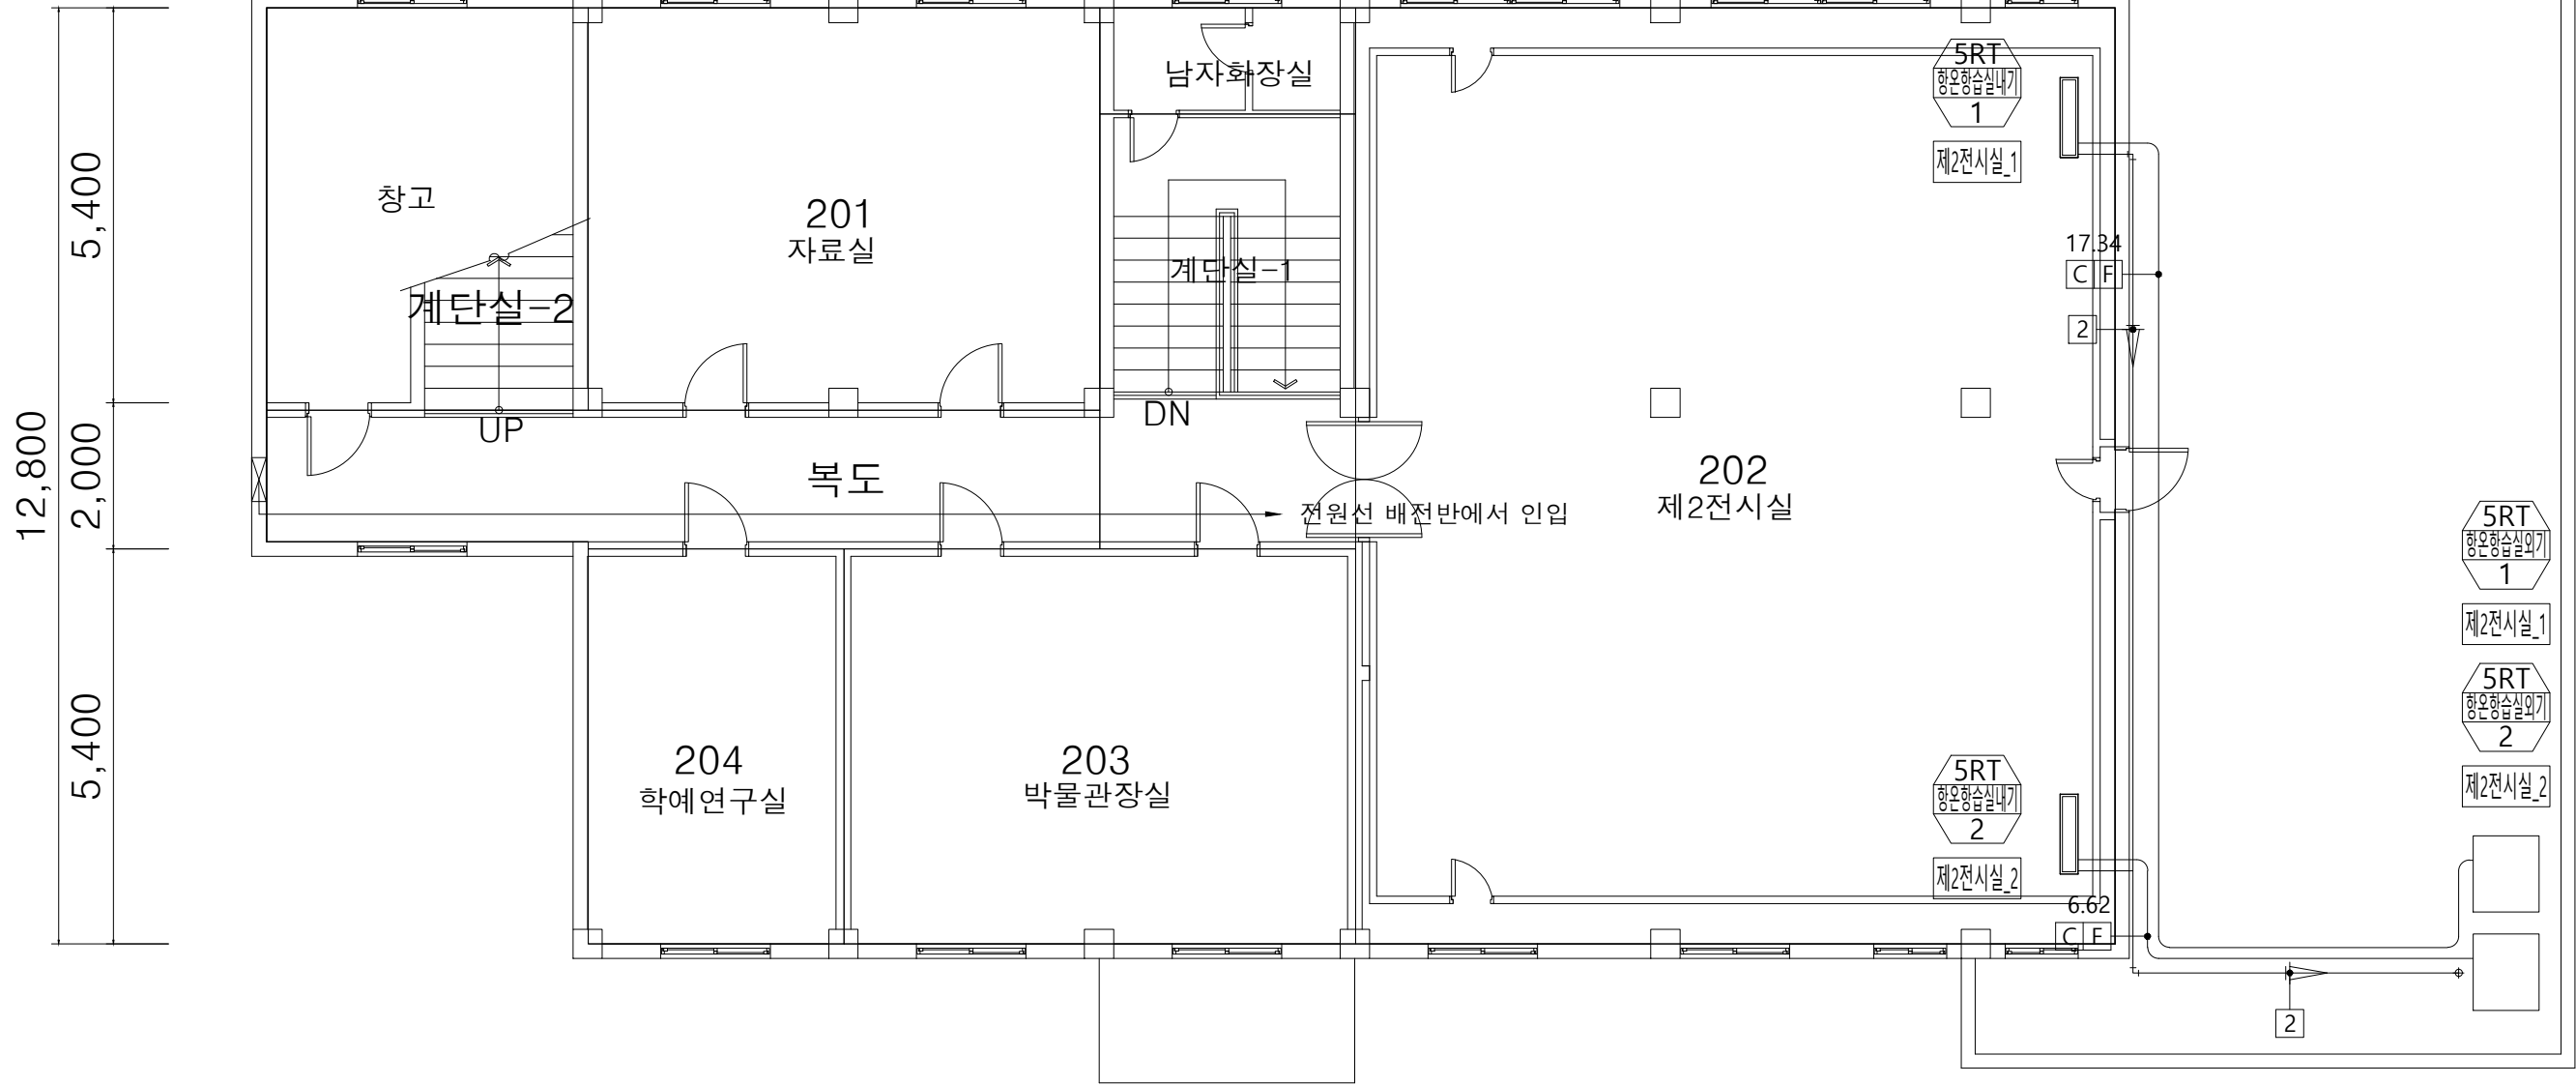 5RT
항온항습실내기
1
제2전시실_1
남자화장실
창고
201
자료실
계단실-1
계단실-2
17.34
C F
2
5,400
2,000
5,400
12,800
UP
DN
복도
202
제2전시실
전원선 배전반에서 인입
5RT
항온항습실외기
1
제2전시실_1
5RT
항온항습실외기
2
제2전시실_2
204
학예연구실
203
박물관장실
5RT
항온항습실내기
2
제2전시실_2
6.62
C F
2